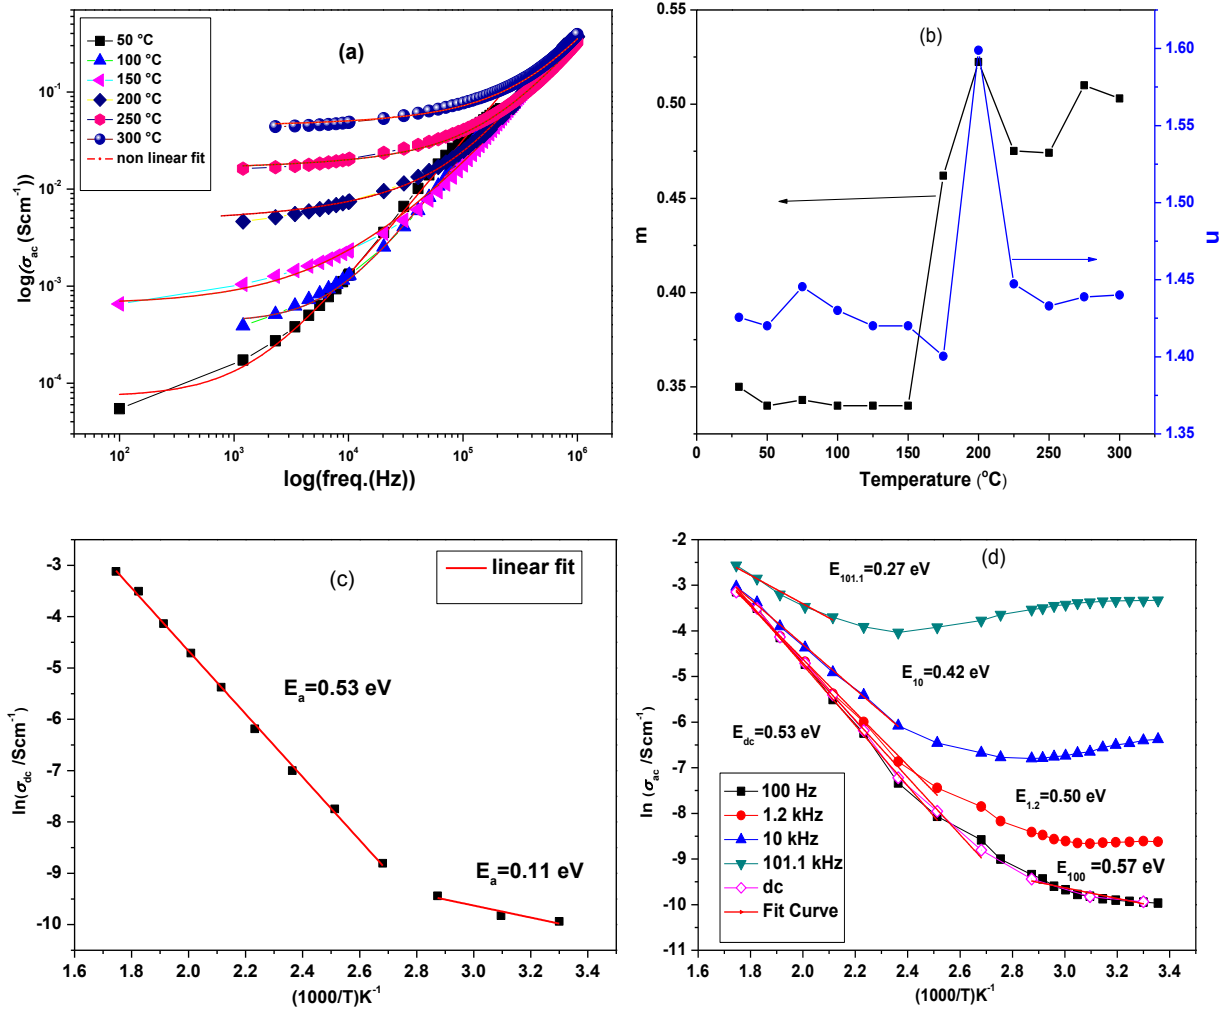 (a)
50 °C
100 °C
150 °C
200 °C
250 °C
300 °C
non linear fit
10⁻¹
10⁻²
10⁻³
10⁻⁴
log(σac (Scm⁻¹))
10² 10³ 10⁴ 10⁵ 10⁶
log(freq.(Hz))
(b)
0.55
0.50
0.45
0.40
0.35
m
1.60
1.55
1.50
1.45
1.40
1.35
n
0 50 100 150 200 250 300
Temperature (°C)
(c)
linear fit
-3
-4
-5
-6
-7
-8
-9
-10
ln(σdc /Scm⁻¹)
Ea=0.53 eV
Ea=0.11 eV
1.6 1.8 2.0 2.2 2.4 2.6 2.8 3.0 3.2 3.4
(1000/T)K⁻¹
(d)
-2
-3
-4
-5
-6
-7
-8
-9
-10
-11
ln (σac /Scm⁻¹)
E101.1=0.27 eV
E10=0.42 eV
Edc=0.53eV
E1.2=0.50 eV
E100 =0.57 eV
100 Hz
1.2 kHz
10 kHz
101.1 kHz
dc
Fit Curve
1.6 1.8 2.0 2.2 2.4 2.6 2.8 3.0 3.2 3.4
(1000/T)K⁻¹